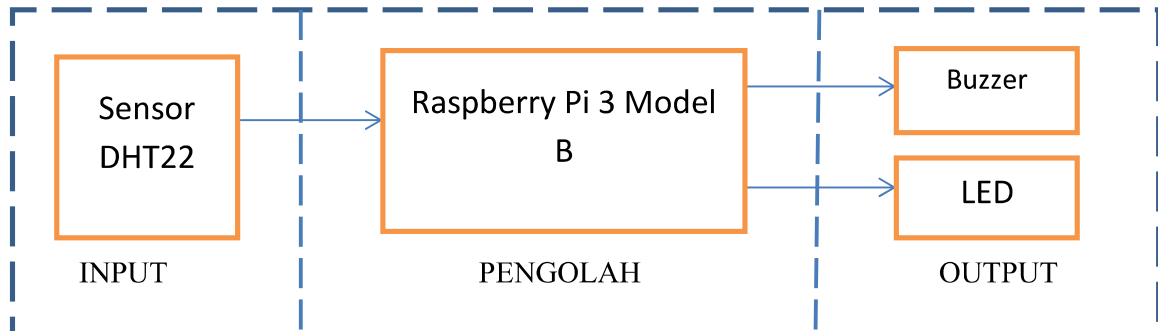 Sensor
DHT22
Raspberry Pi 3 Model
B
Buzzer
LED
INPUT
PENGOLAH
OUTPUT